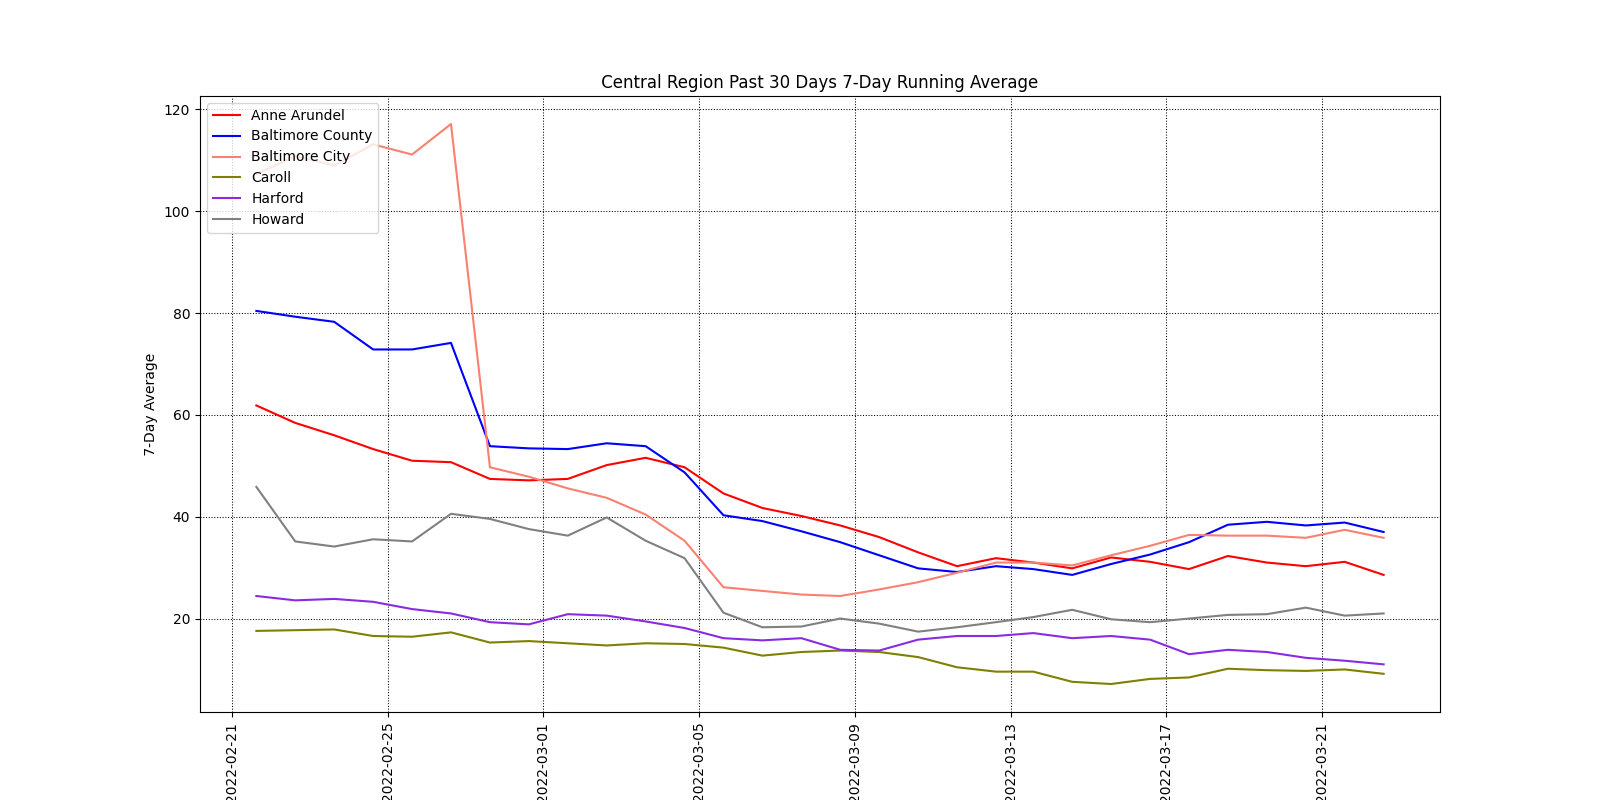 Central Region Past 30 Days 7-Day Running Average
120
100
80
60
40
20
7-Day Average
Anne Arundel
Baltimore County
Baltimore City
Caroll
Harford
Howard
2022-02-21
2022-02-25
2022-03-01
2022-03-05
2022-03-09
2022-03-13
2022-03-17
2022-03-21